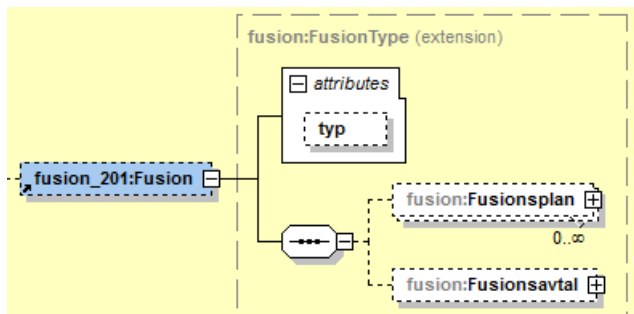 fusion:FusionType (extension)
attributes
typ
fusion_201:Fusion
fusion:Fusionsplan
0..∞
fusion:Fusionsavtal